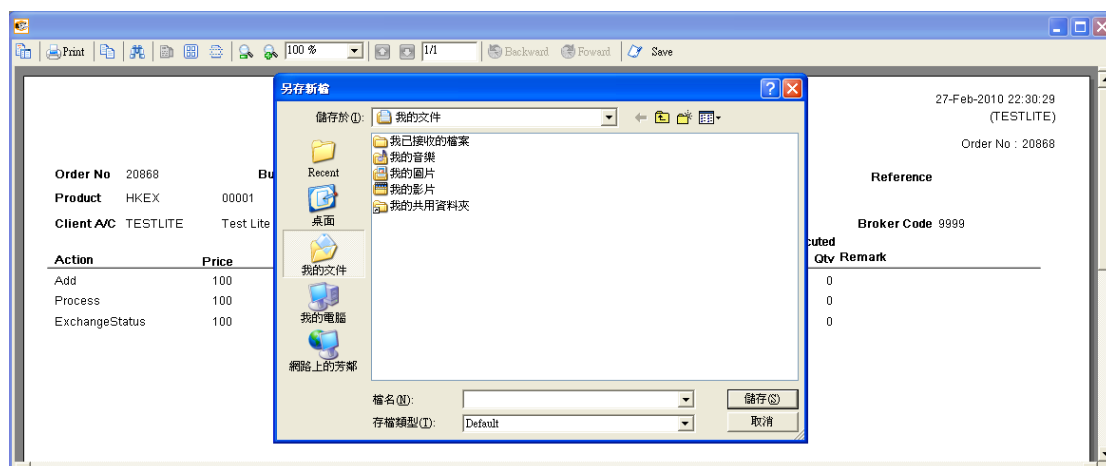 Print 100 % 1/1 Backward Foward Save
27-Feb-2010 22:30:29
(TESTLITE)
Order No : 20868
Order No 20868 Bu Reference
Product HKEX 00001
Client A/C TESTLITE Test Lite Broker Code 9999
cuted
Action Price Qty Remark
Add 100 0
Process 100 0
ExchangeStatus 100 0
另存新檔
儲存於(I): 我的文件
Recent
桌面
我的文件
我的電腦
網路上的芳鄰
我已接收的檔案
我的音樂
我的圖片
我的影片
我的共用資料夾
檔名(N): 儲存(S)
存檔類型(T): Default 取消